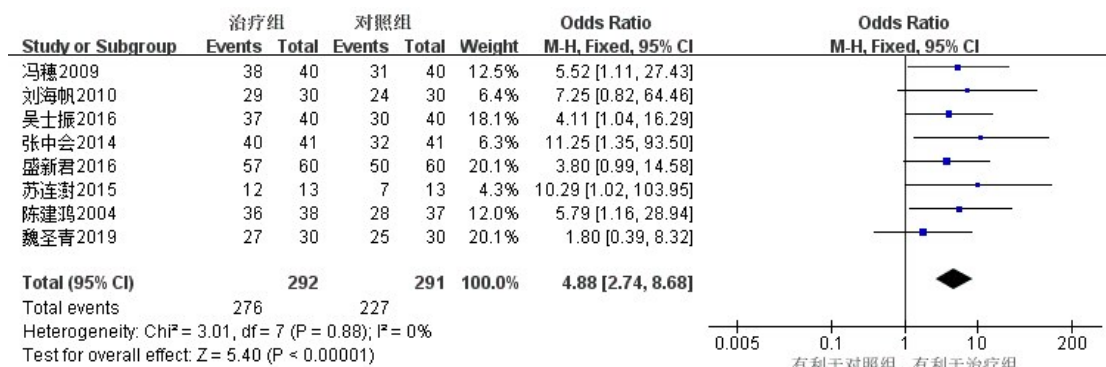 治疗组 对照组 Odds Ratio Odds Ratio
Study or Subgroup Events Total Events Total Weight M-H, Fixed, 95% CI M-H, Fixed, 95% CI
冯穗2009 38 40 31 40 12.5% 5.52 [1.11, 27.43]
刘海帆2010 29 30 24 30 6.4% 7.25 [0.82, 64.46]
吴士振2016 37 40 30 40 18.1% 4.11 [1.04, 16.29]
张中会2014 40 41 32 41 6.3% 11.25 [1.35, 93.50]
盛新君2016 57 60 50 60 20.1% 3.80 [0.99, 14.58]
苏连澍2015 12 13 7 13 4.3% 10.29 [1.02, 103.95]
陈建鸿2004 36 38 28 37 12.0% 5.79 [1.16, 28.94]
魏圣青2019 27 30 25 30 20.1% 1.80 [0.39, 8.32]
Total (95% CI) 292 291 100.0% 4.88 [2.74, 8.68]
Total events 276 227
Heterogeneity: Chi² = 3.01, df = 7 (P = 0.88); I² = 0%
Test for overall effect: Z = 5.40 (P < 0.00001)
0.005 0.1 1 10 200
有利于对照组 有利于治疗组